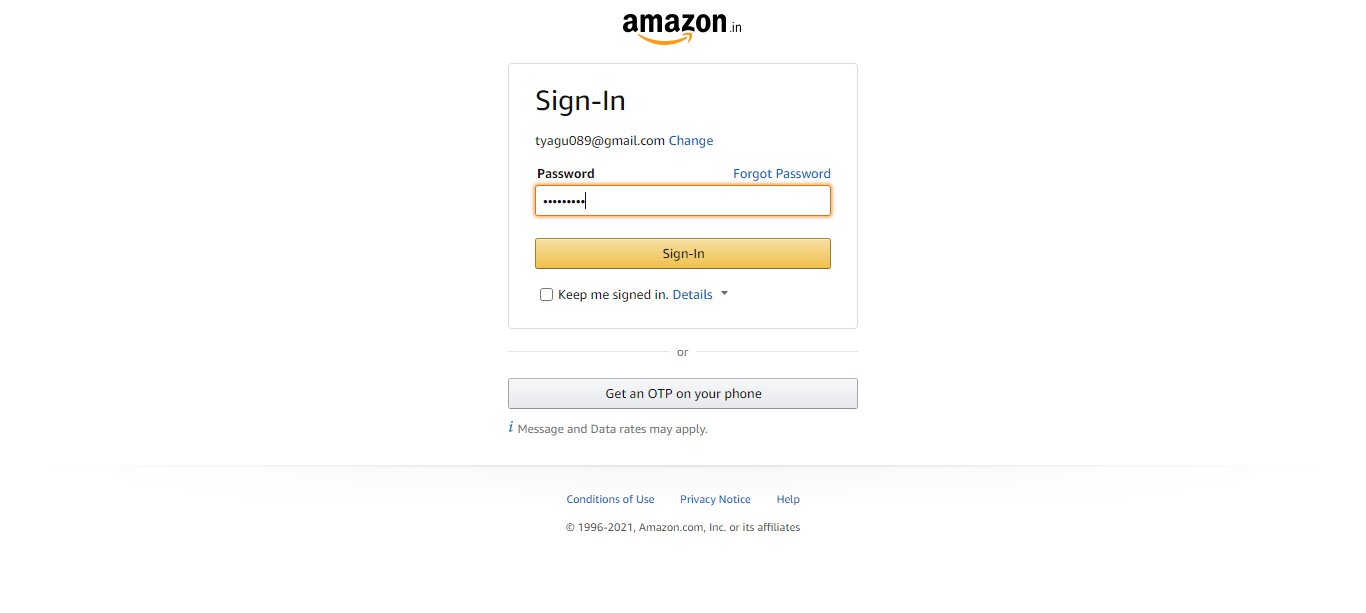 amazon.in
Sign-In
tyagu089@gmail.com Change
Password Forgot Password
•••••••••
Sign-In
Keep me signed in. Details
or
Get an OTP on your phone
i Message and Data rates may apply.
Conditions of Use Privacy Notice Help
© 1996-2021, Amazon.com, Inc. or its affiliates